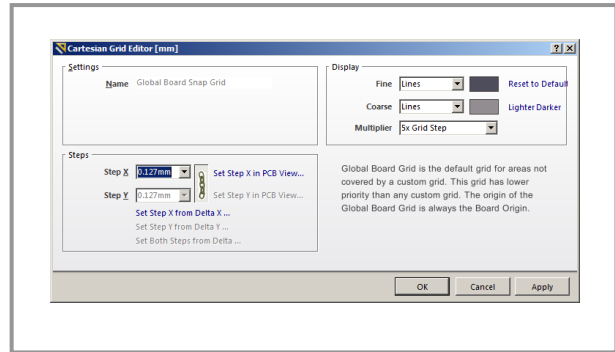 Cartesian Grid Editor [mm]
Settings
Name Global Board Snap Grid
Display
Fine Lines Reset to Default
Coarse Lines Lighter Darker
Multiplier 5x Grid Step
Steps
Step X 0.127mm Set Step X in PCB View...
Step Y 0.127mm Set Step Y in PCB View...
Set Step X from Delta X ...
Set Step Y from Delta Y ...
Set Both Steps from Delta ...
Global Board Grid is the default grid for areas not
covered by a custom grid. This grid has lower
priority than any custom grid. The origin of the
Global Board Grid is always the Board Origin.
OK Cancel Apply